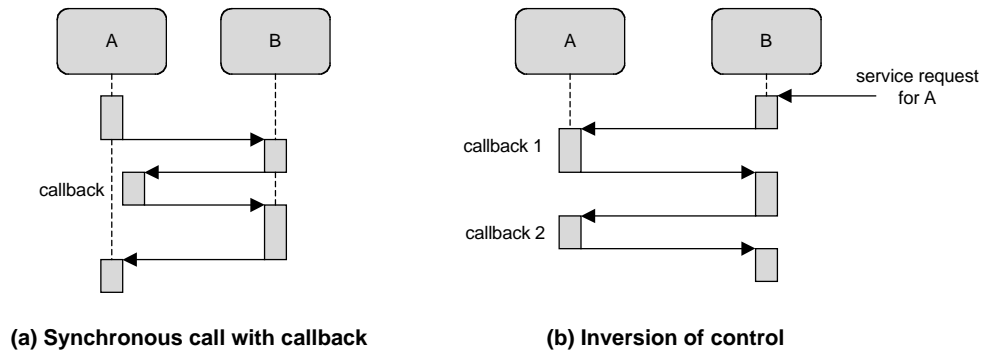 A
B
callback
(a) Synchronous call with callback
A
B
service request
for A
callback 1
callback 2
(b) Inversion of control